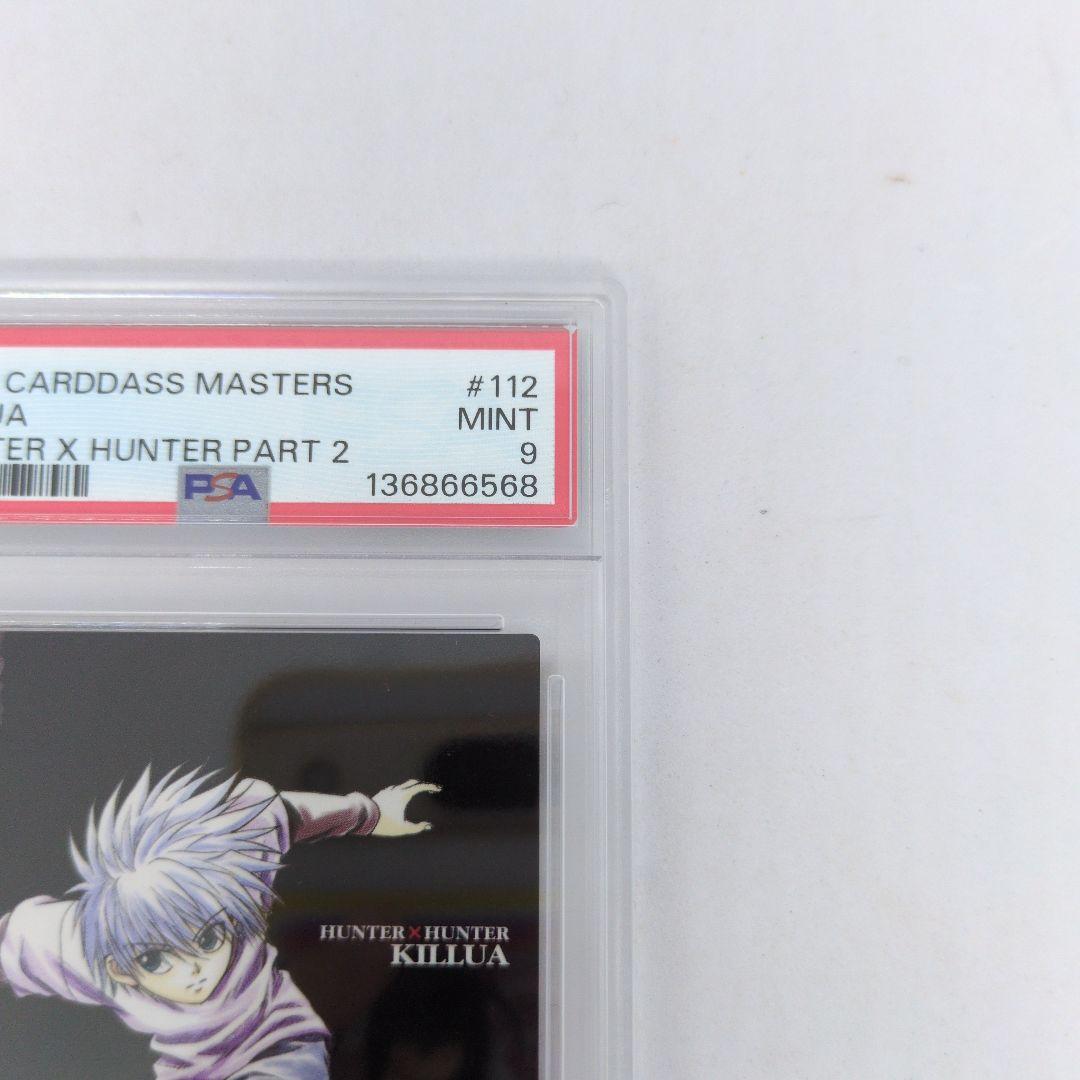 CARDDASS MASTERS #112
UA MINT
TER X HUNTER PART 2 9
PSA 136866568
HUNTER×HUNTER
KILLUA